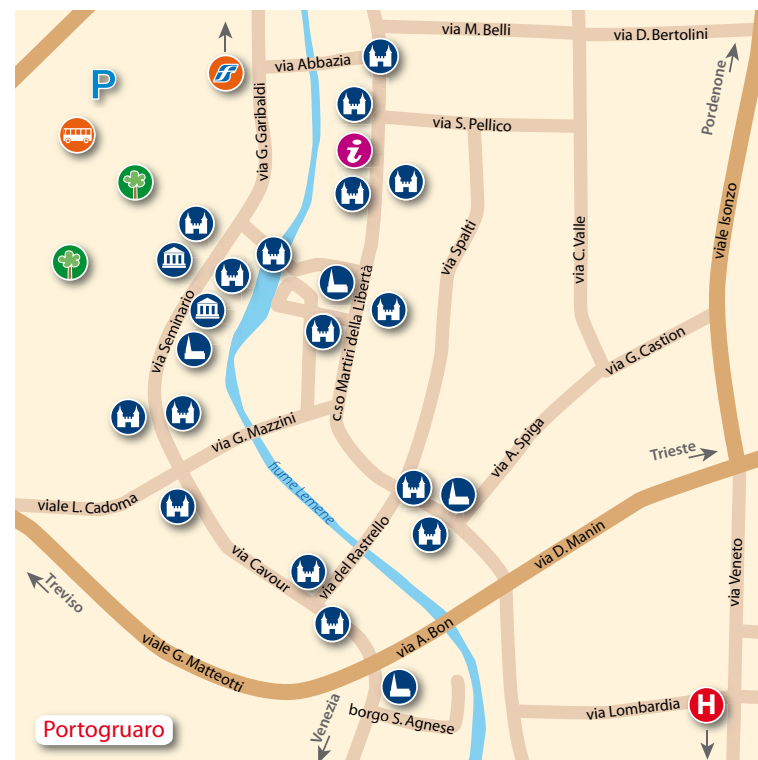 via M. Belli
via D. Bertolini
via Abbazia
P
Pordenone
via G. Garibaldi
via S. Pellico
i
viale Isonzo
via Spalti
via C. Valle
via Seminario
c.so Martiri della Libertà
via G. Castion
via G. Mazzini
via A. Spiga
Trieste
fiume Lemene
viale L. Cadorna
via del Rastrello
via D. Manin
via Cavour
via Veneto
Treviso
via A. Bon
viale G. Matteotti
Venezia
borgo S. Agnese
via Lombardia
H
Portogruaro